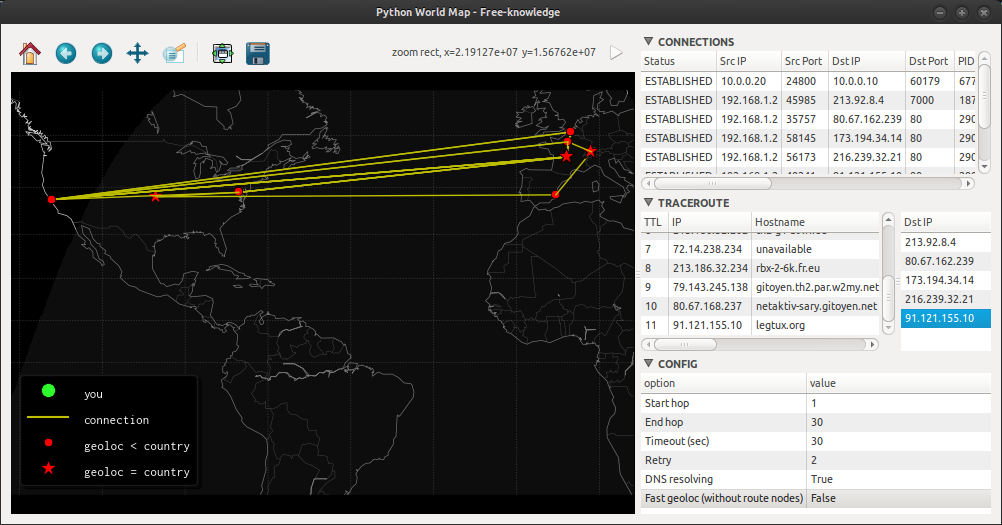 Python World Map - Free-knowledge
zoom rect, x=2.19127e+07 y=1.56762e+07
you
connection
geoloc < country
geoloc = country
CONNECTIONS
Status Src IP Src Port Dst IP Dst Port PID
ESTABLISHED 10.0.0.20 24800 10.0.0.10 60179 677
ESTABLISHED 192.168.1.2 45985 213.92.8.4 7000 187
ESTABLISHED 192.168.1.2 35757 80.67.162.239 80 290
ESTABLISHED 192.168.1.2 58145 173.194.34.14 80 290
ESTABLISHED 192.168.1.2 56173 216.239.32.21 80 290
TRACEROUTE
TTL IP Hostname
7 72.14.238.234 unavailable
8 213.186.32.234 rbx-2-6k.fr.eu
9 79.143.245.138 gitoyen.th2.par.w2my.net
10 80.67.168.237 netaktiv-sary.gitoyen.net
11 91.121.155.10 legtux.org
Dst IP
213.92.8.4
80.67.162.239
173.194.34.14
216.239.32.21
91.121.155.10
CONFIG
option value
Start hop 1
End hop 30
Timeout (sec) 30
Retry 2
DNS resolving True
Fast geoloc (without route nodes) False